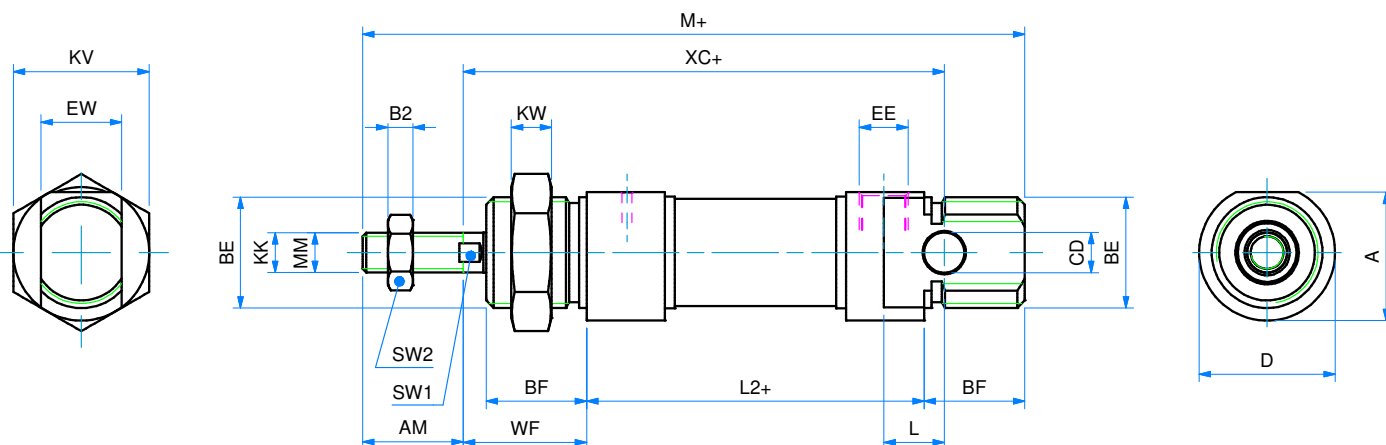 M+
KV
XC+
EW
B2
KW
EE
BE
KK
MM
CD
BE
A
SW2
SW1
BF
L2+
BF
D
AM
WF
L